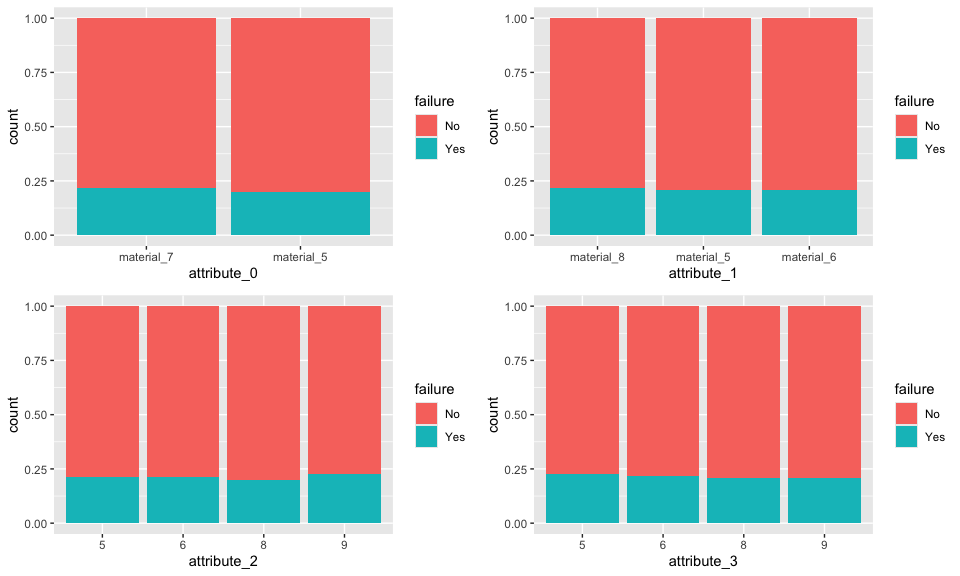 1.00
0.75
0.50
0.25
0.00
count
material_7 material_5
attribute_0
failure
No
Yes
1.00
0.75
0.50
0.25
0.00
count
material_8 material_5 material_6
attribute_1
failure
No
Yes
1.00
0.75
0.50
0.25
0.00
count
5 6 8 9
attribute_2
failure
No
Yes
1.00
0.75
0.50
0.25
0.00
count
5 6 8 9
attribute_3
failure
No
Yes